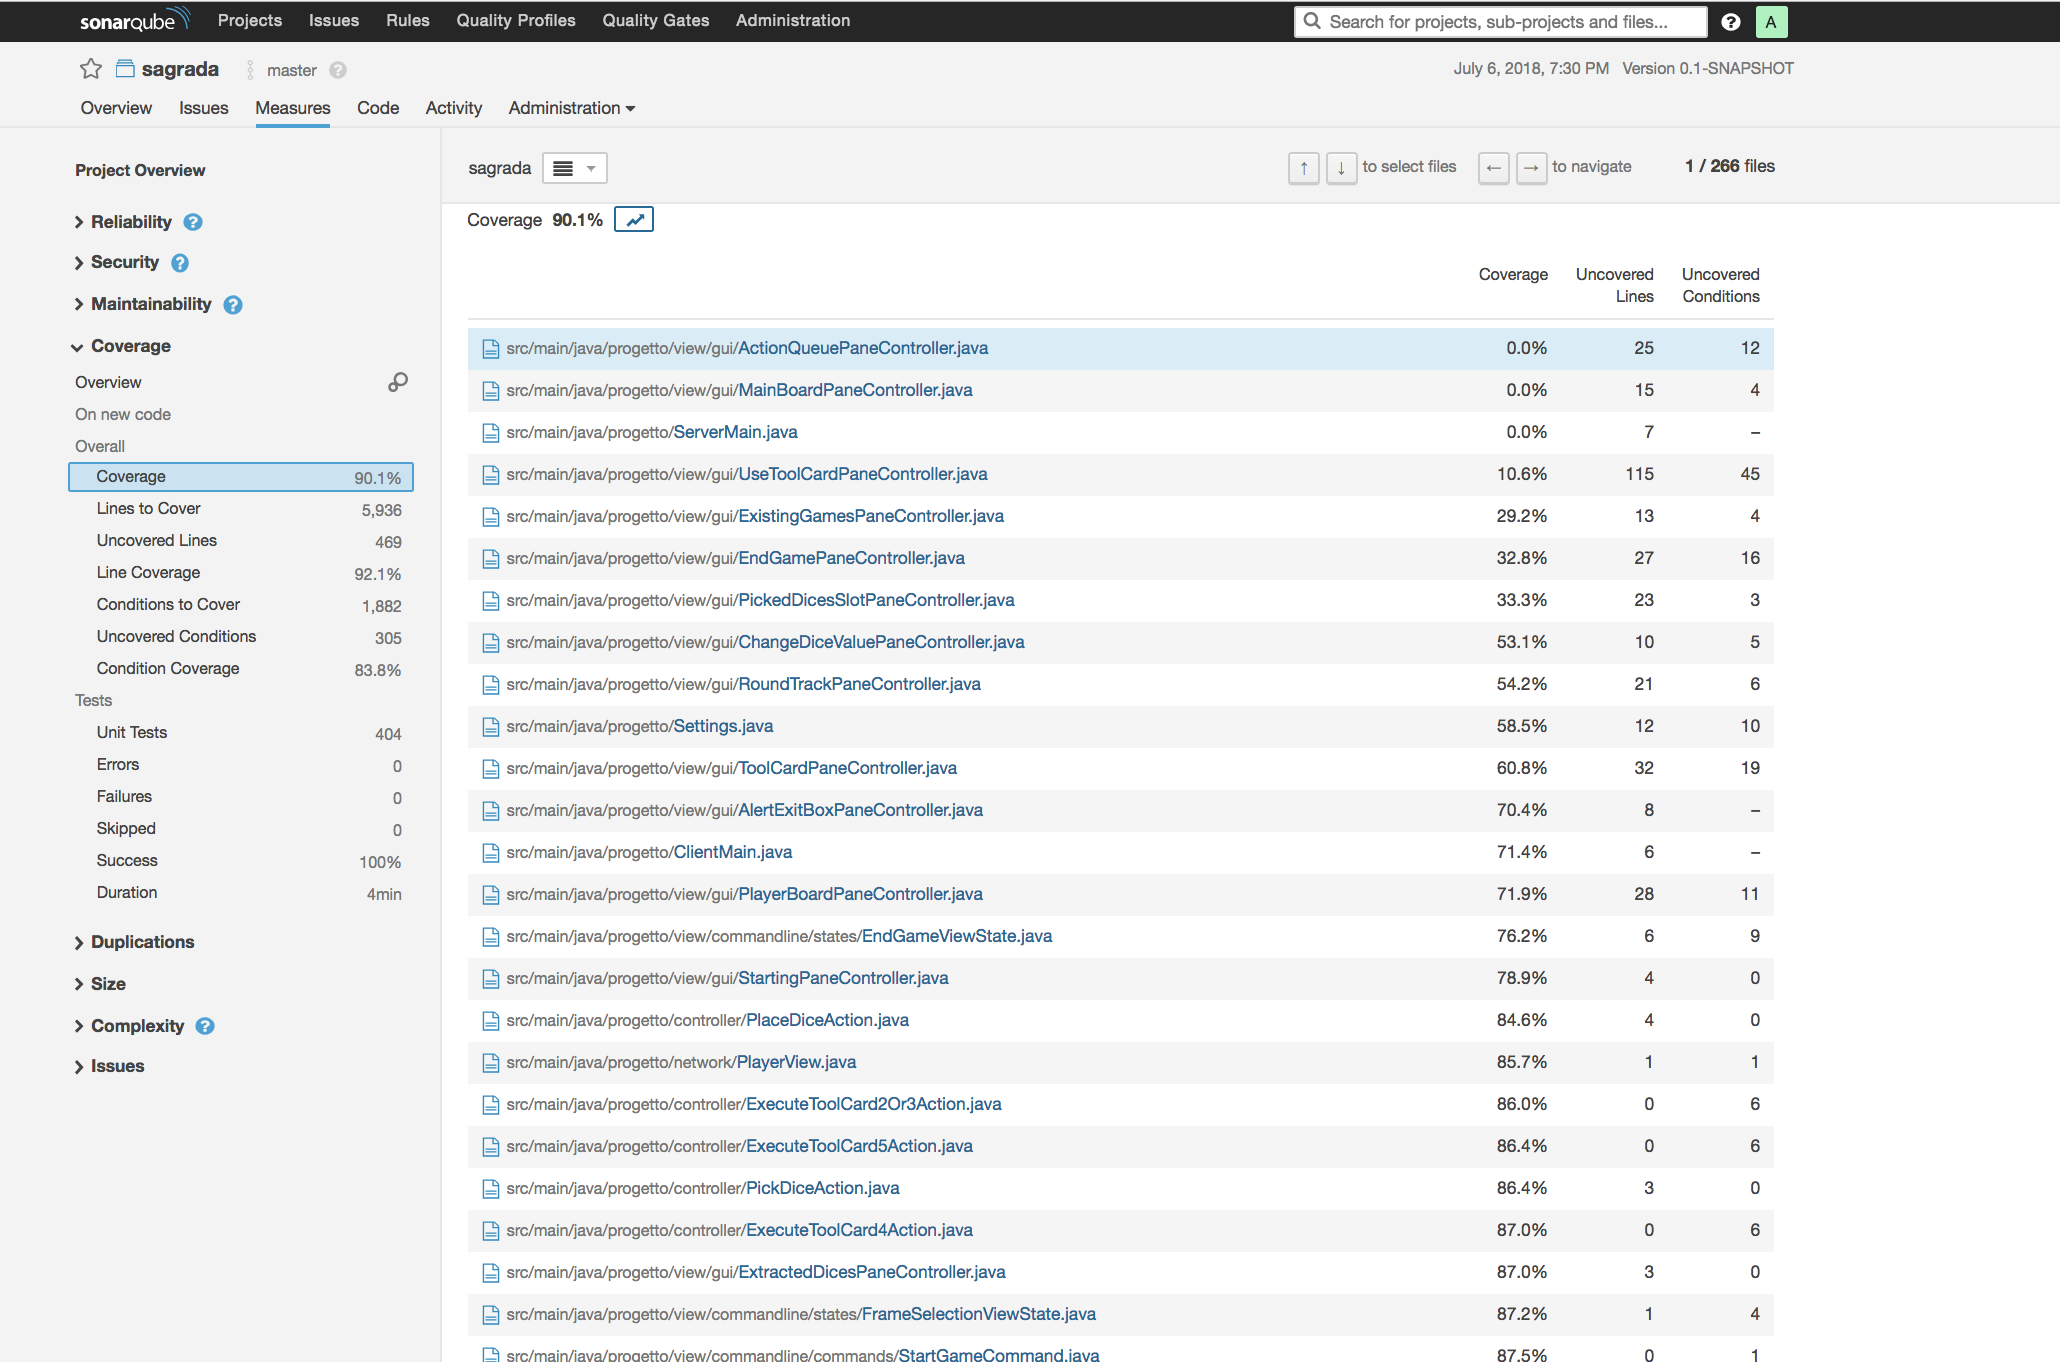 sonarqube Projects Issues Rules Quality Profiles Quality Gates Administration Search for projects, sub-projects and files... ? A
sagrada master ? July 6, 2018, 7:30 PM Version 0.1-SNAPSHOT
Overview Issues Measures Code Activity Administration
Project Overview
Reliability ?
Security ?
Maintainability ?
Coverage
Overview
On new code
Overall
Coverage 90.1%
Lines to Cover 5,936
Uncovered Lines 469
Line Coverage 92.1%
Conditions to Cover 1,882
Uncovered Conditions 305
Condition Coverage 83.8%
Tests
Unit Tests 404
Errors 0
Failures 0
Skipped 0
Success 100%
Duration 4min
Duplications
Size
Complexity ?
Issues
sagrada ↑ ↓ to select files ← → to navigate 1 / 266 files
Coverage 90.1%
Coverage Uncovered Lines Uncovered Conditions
src/main/java/progetto/view/gui/ActionQueuePaneController.java 0.0% 25 12
src/main/java/progetto/view/gui/MainBoardPaneController.java 0.0% 15 4
src/main/java/progetto/ServerMain.java 0.0% 7 –
src/main/java/progetto/view/gui/UseToolCardPaneController.java 10.6% 115 45
src/main/java/progetto/view/gui/ExistingGamesPaneController.java 29.2% 13 4
src/main/java/progetto/view/gui/EndGamePaneController.java 32.8% 27 16
src/main/java/progetto/view/gui/PickedDicesSlotPaneController.java 33.3% 23 3
src/main/java/progetto/view/gui/ChangeDiceValuePaneController.java 53.1% 10 5
src/main/java/progetto/view/gui/RoundTrackPaneController.java 54.2% 21 6
src/main/java/progetto/Settings.java 58.5% 12 10
src/main/java/progetto/view/gui/ToolCardPaneController.java 60.8% 32 19
src/main/java/progetto/view/gui/AlertExitBoxPaneController.java 70.4% 8 –
src/main/java/progetto/ClientMain.java 71.4% 6 –
src/main/java/progetto/view/gui/PlayerBoardPaneController.java 71.9% 28 11
src/main/java/progetto/view/commandline/states/EndGameViewState.java 76.2% 6 9
src/main/java/progetto/view/gui/StartingPaneController.java 78.9% 4 0
src/main/java/progetto/controller/PlaceDiceAction.java 84.6% 4 0
src/main/java/progetto/network/PlayerView.java 85.7% 1 1
src/main/java/progetto/controller/ExecuteToolCard2Or3Action.java 86.0% 0 6
src/main/java/progetto/controller/ExecuteToolCard5Action.java 86.4% 0 6
src/main/java/progetto/controller/PickDiceAction.java 86.4% 3 0
src/main/java/progetto/controller/ExecuteToolCard4Action.java 87.0% 0 6
src/main/java/progetto/view/gui/ExtractedDicesPaneController.java 87.0% 3 0
src/main/java/progetto/view/commandline/states/FrameSelectionViewState.java 87.2% 1 4
src/main/java/progetto/view/commandline/commands/StartGameCommand.java 87.5% 0 1